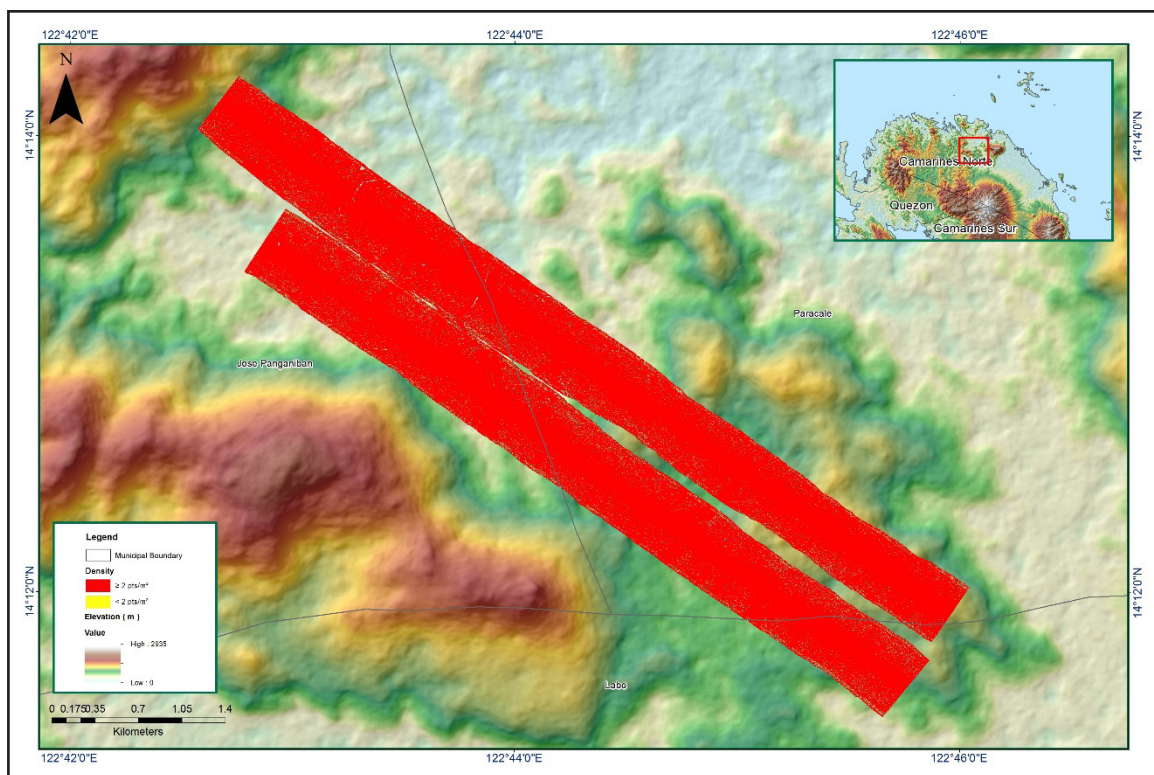 122°42'0"E
122°44'0"E
122°46'0"E
N
14°14'0"N
14°14'0"N
Camarines Norte
Quezon
Camarines Sur
Paracale
Jose Panganiban
Legend
Municipal Boundary
Density
≥ 2 pts/m²
< 2 pts/m²
Elevation ( m )
Value
High : 2935
Low : 0
14°12'0"N
14°12'0"N
Labo
0 0.175 0.35 0.7 1.05 1.4
Kilometers
122°42'0"E
122°44'0"E
122°46'0"E